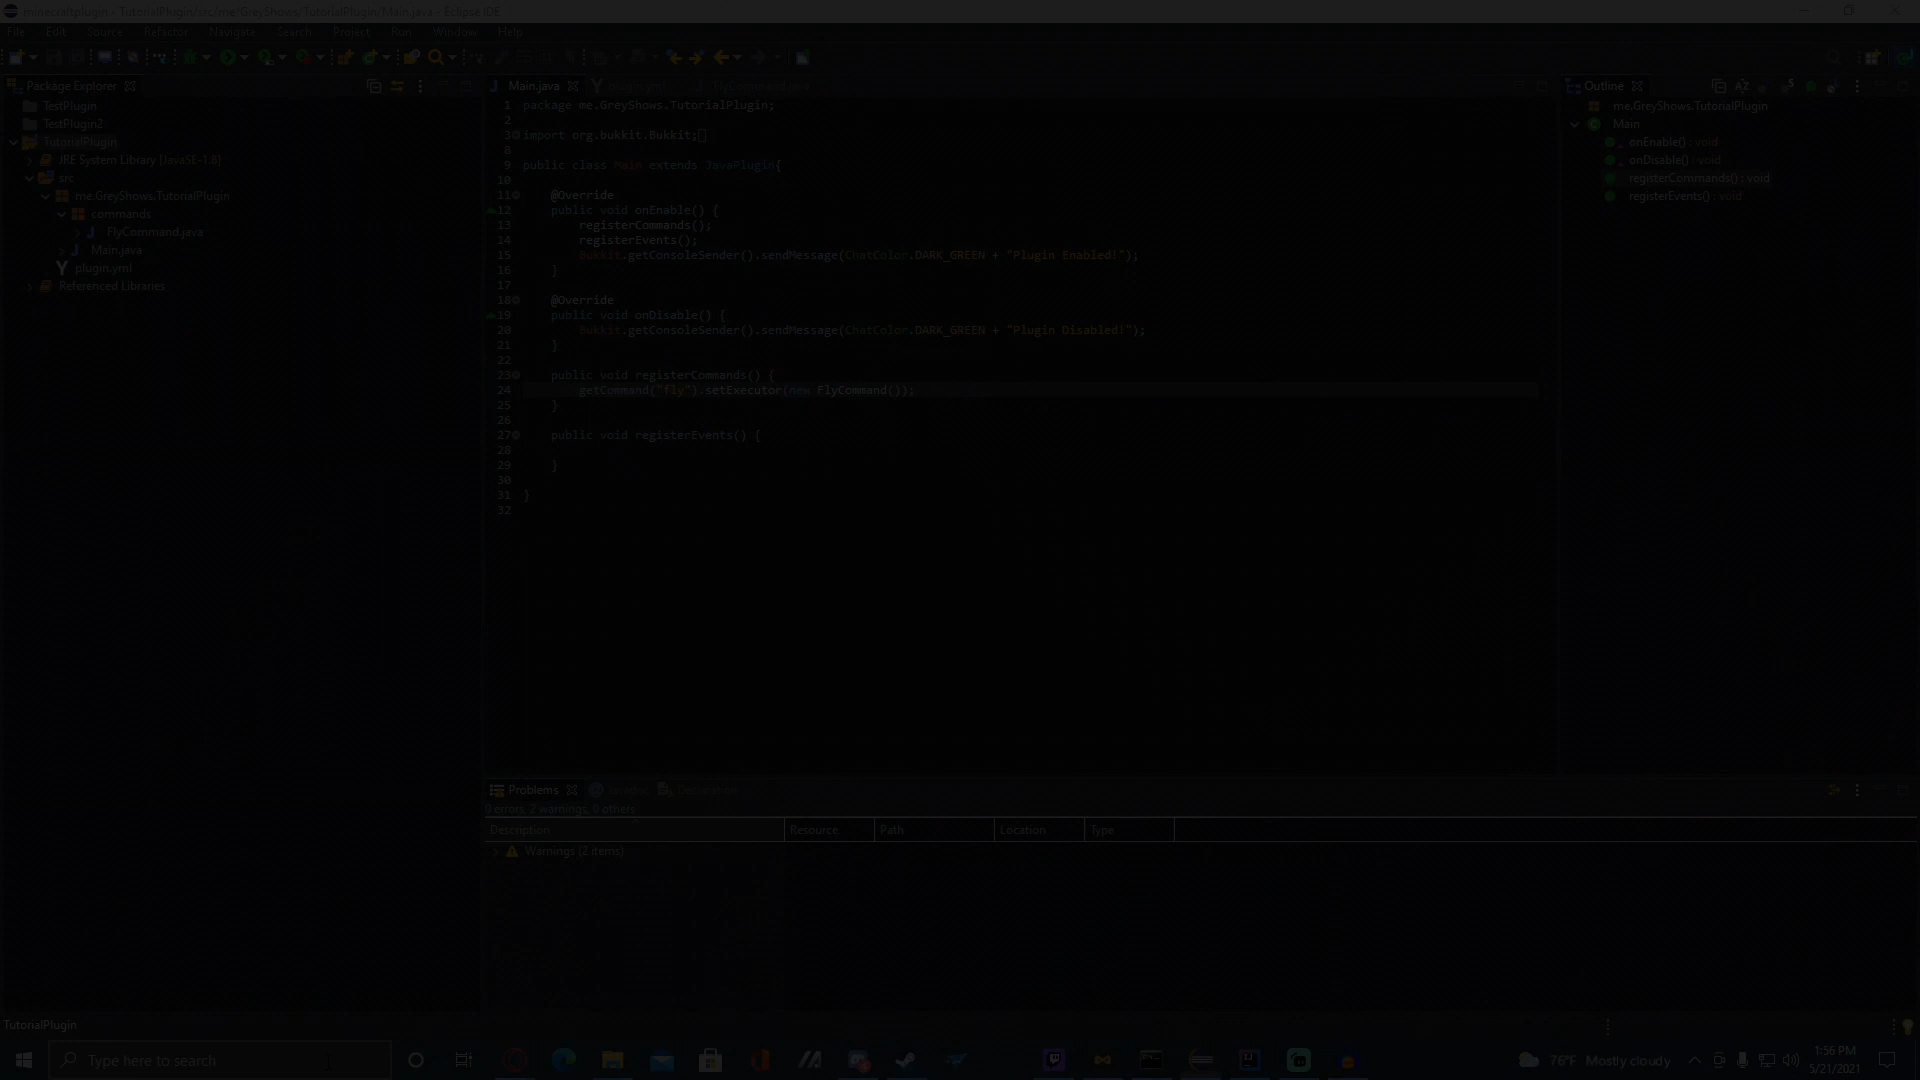 minecraftplugin - TutorialPlugin/src/me/GreyShows/TutorialPlugin/Main.java - Eclipse IDE
File Edit Source Refactor Navigate Search Project Run Window Help
Package Explorer
TestPlugin
TestPlugin2
TutorialPlugin
JRE System Library [JavaSE-1.8]
src
me.GreyShows.TutorialPlugin
commands
FlyCommand.java
Main.java
plugin.yml
Referenced Libraries
Main.java plugin.yml FlyCommand.java
1 package me.GreyShows.TutorialPlugin;
2
3 import org.bukkit.Bukkit;
8
9 public class Main extends JavaPlugin{
10
11 @Override
12 public void onEnable() {
13 registerCommands();
14 registerEvents();
15 Bukkit.getConsoleSender().sendMessage(ChatColor.DARK_GREEN + "Plugin Enabled!");
16 }
17
18 @Override
19 public void onDisable() {
20 Bukkit.getConsoleSender().sendMessage(ChatColor.DARK_GREEN + "Plugin Disabled!");
21 }
22
23 public void registerCommands() {
24 getCommand("fly").setExecutor(new FlyCommand());
25 }
26
27 public void registerEvents() {
28
29 }
30
31 }
32
Outline
me.GreyShows.TutorialPlugin
Main
onEnable() : void
onDisable() : void
registerCommands() : void
registerEvents() : void
Problems Javadoc Declaration
0 errors, 2 warnings, 0 others
Description Resource Path Location Type
Warnings (2 items)
TutorialPlugin
Type here to search
76°F Mostly cloudy
1:56 PM
5/21/2021